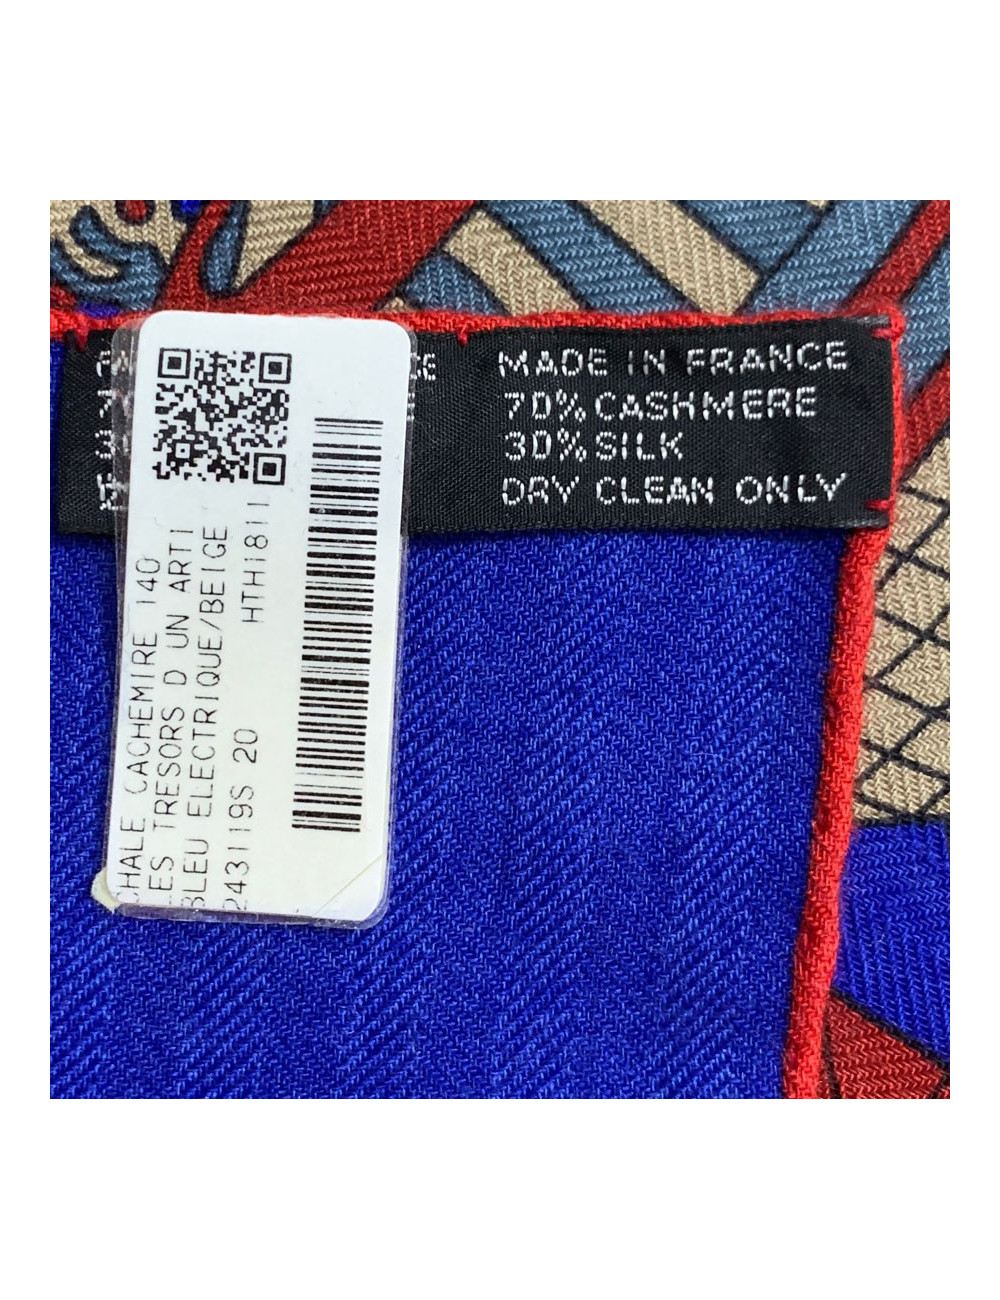 MADE IN FRANCE
70% CASHMERE
30% SILK
DRY CLEAN ONLY
CHALE CACHEMIRE 140
LES TRESORS D UN ARTI
BLEU ELECTRIQUE/BEIGE
243119S 20 HTH1811